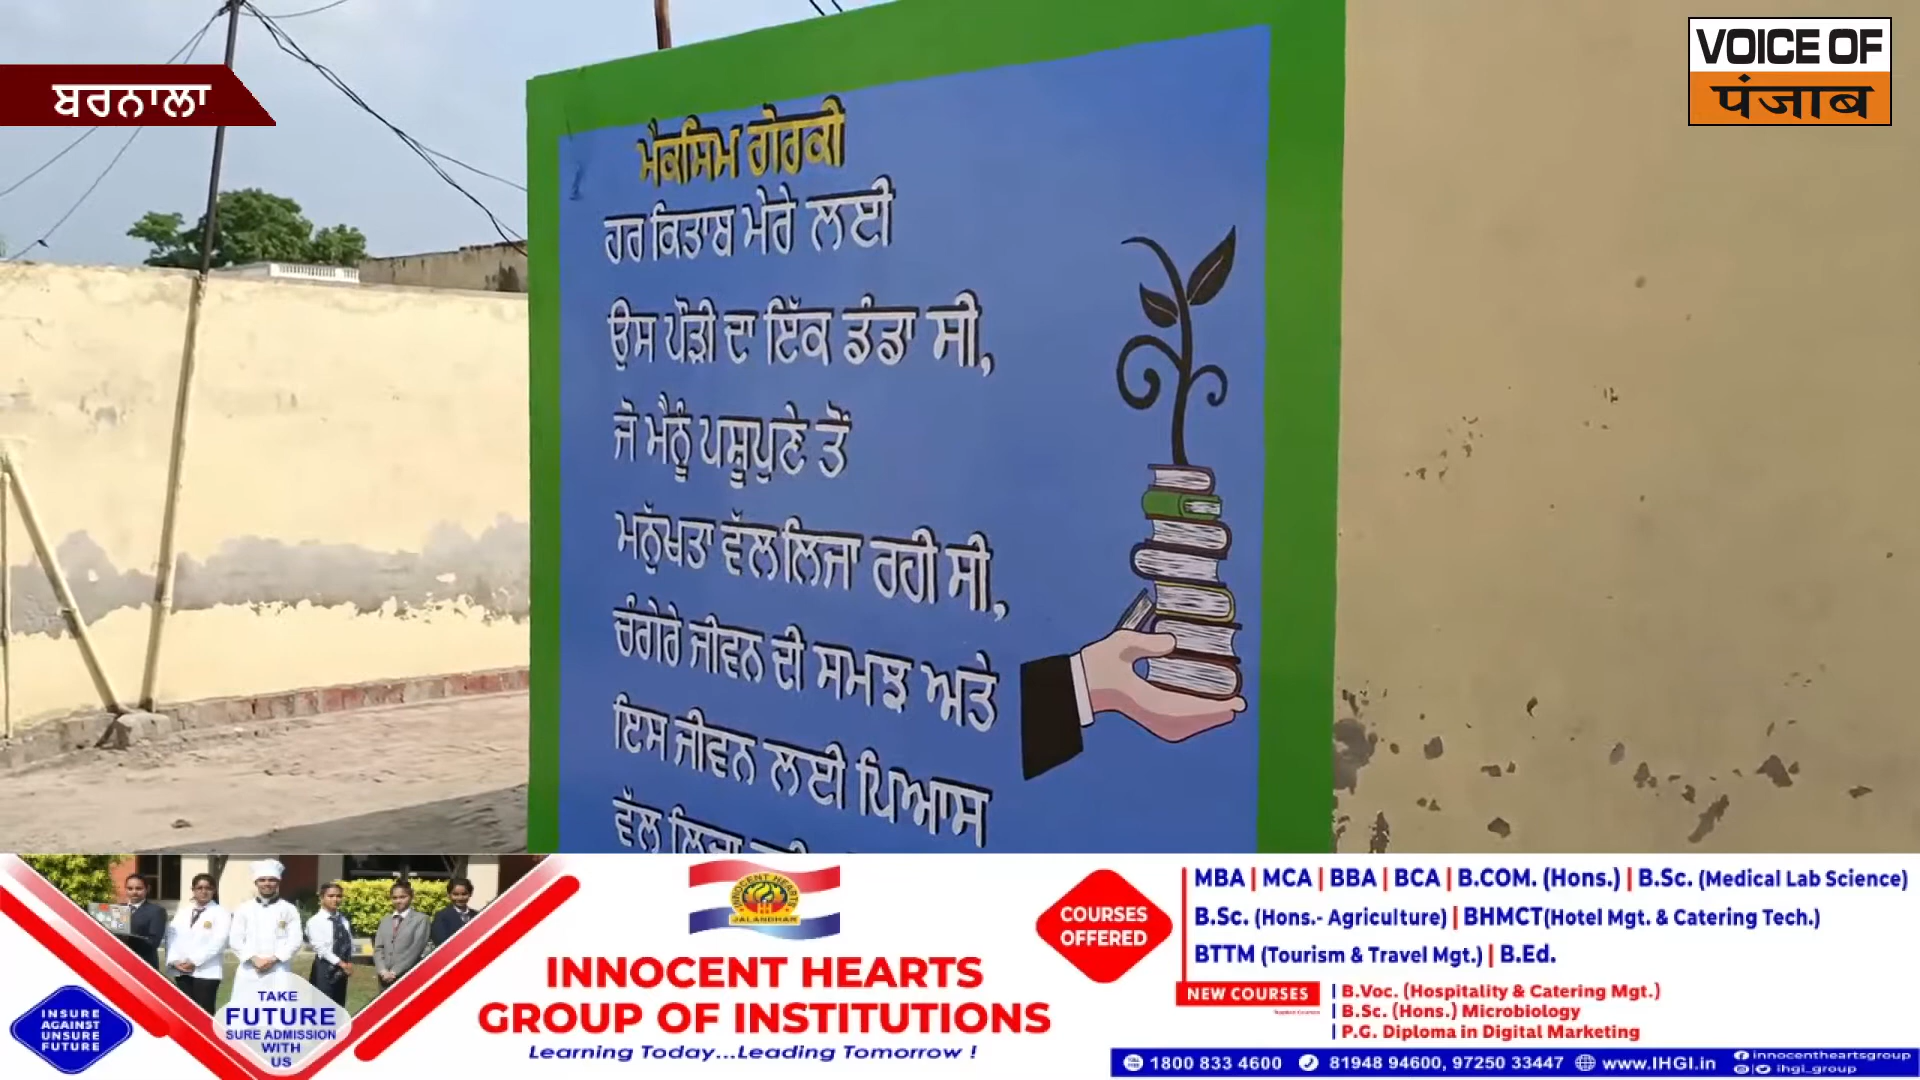 ਬਰਨਾਲਾ
VOICE OF
पंजाब
ਮੈਕਸਿਮ ਗੋਰਕੀ
ਹਰ ਕਿਤਾਬ ਮੇਰੇ ਲਈ
ਉਸ ਪੌੜੀ ਦਾ ਇੱਕ ਡੰਡਾ ਸੀ,
ਜੋ ਮੈਨੂੰ ਪਸ਼ੂਪੁਣੇ ਤੋਂ
ਮਨੁੱਖਤਾ ਵੱਲ ਲਿਜਾ ਰਹੀ ਸੀ,
ਚੰਗੇਰੇ ਜੀਵਨ ਦੀ ਸਮਝ ਅਤੇ
ਇਸ ਜੀਵਨ ਲਈ ਪਿਆਸ
ਵੱਲ ਲਿਜਾ
INSURE
AGAINST
UNSURE
FUTURE
TAKE
FUTURE
SURE ADMISSION
WITH
US
INNOCENT HEARTS
JALANDHAR
INNOCENT HEARTS
GROUP OF INSTITUTIONS
Learning Today...Leading Tomorrow !
COURSES
OFFERED
MBA | MCA | BBA | BCA | B.COM. (Hons.) | B.Sc. (Medical Lab Science)
B.Sc. (Hons.- Agriculture) | BHMCT(Hotel Mgt. & Catering Tech.)
BTTM (Tourism & Travel Mgt.) | B.Ed.
NEW COURSES
| B.Voc. (Hospitality & Catering Mgt.)
| B.Sc. (Hons.) Microbiology
| P.G. Diploma in Digital Marketing
1800 833 4600 81948 94600, 97250 33447 www.IHGI.in
innocentheartsgroup
ihgi_group